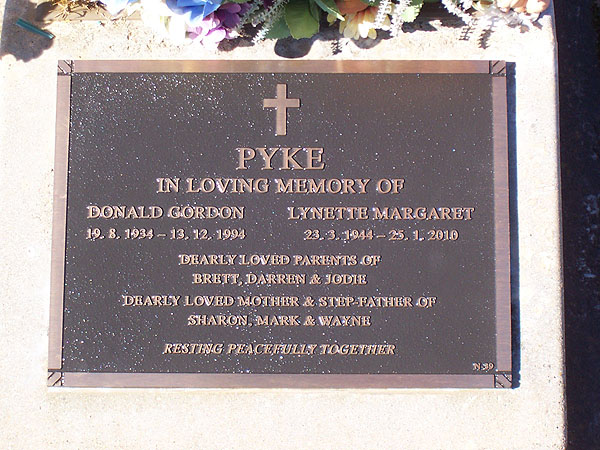 PYKE
IN LOVING MEMORY OF
DONALD GORDON LYNETTE MARGARET
19. 8. 1934 – 13. 12. 1994 23. 3. 1944 – 25. 1. 2010
DEARLY LOVED PARENTS OF
BRETT, DARREN & JODIE
DEARLY LOVED MOTHER & STEP-FATHER OF
SHARON, MARK & WAYNE
RESTING PEACEFULLY TOGETHER